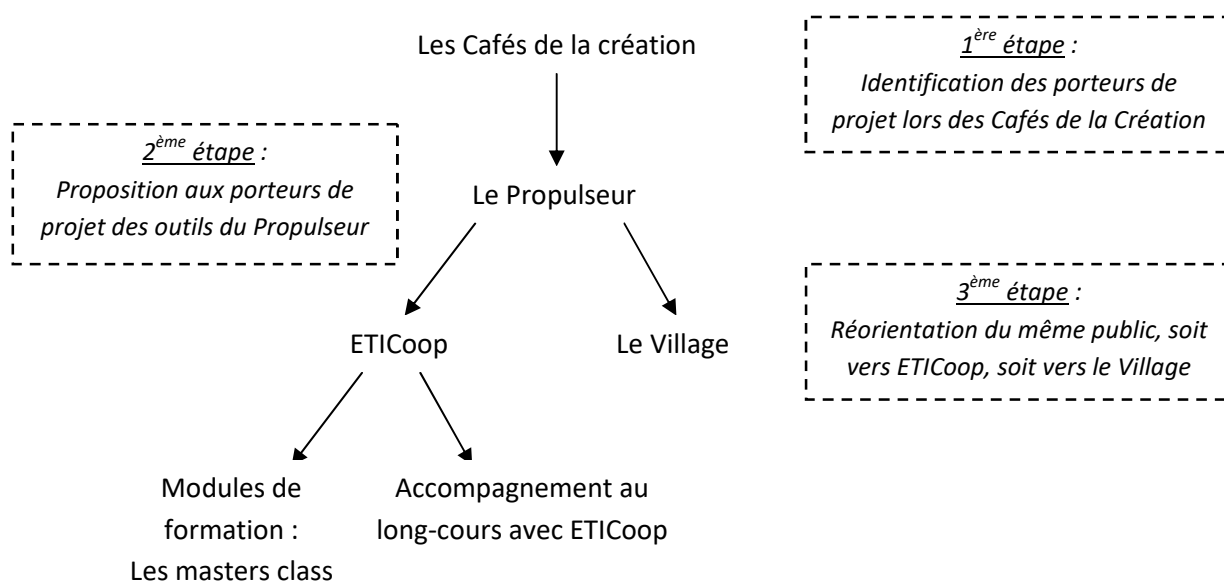 Les Cafés de la création
1ère étape :
Identification des porteurs de
projet lors des Cafés de la Création
2ème étape :
Proposition aux porteurs de
projet des outils du Propulseur
Le Propulseur
3ème étape :
Réorientation du même public, soit
vers ETICoop, soit vers le Village
ETICoop
Le Village
Modules de
formation :
Les masters class
Accompagnement au
long-cours avec ETICoop